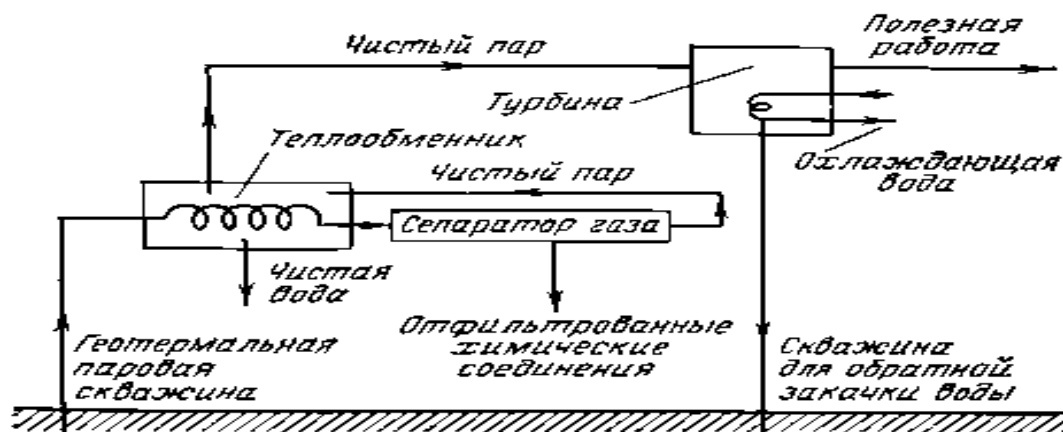 Чистый пар
Полезная
работа
Турбина
Теплообменник
Охлаждающая
вода
Чистый пар
Сепаратор газа
Чистая
вода
Геотермальная
паровая
скважина
Отфильтрованные
химические
соединения
Скважина
для обратной
закачки воды